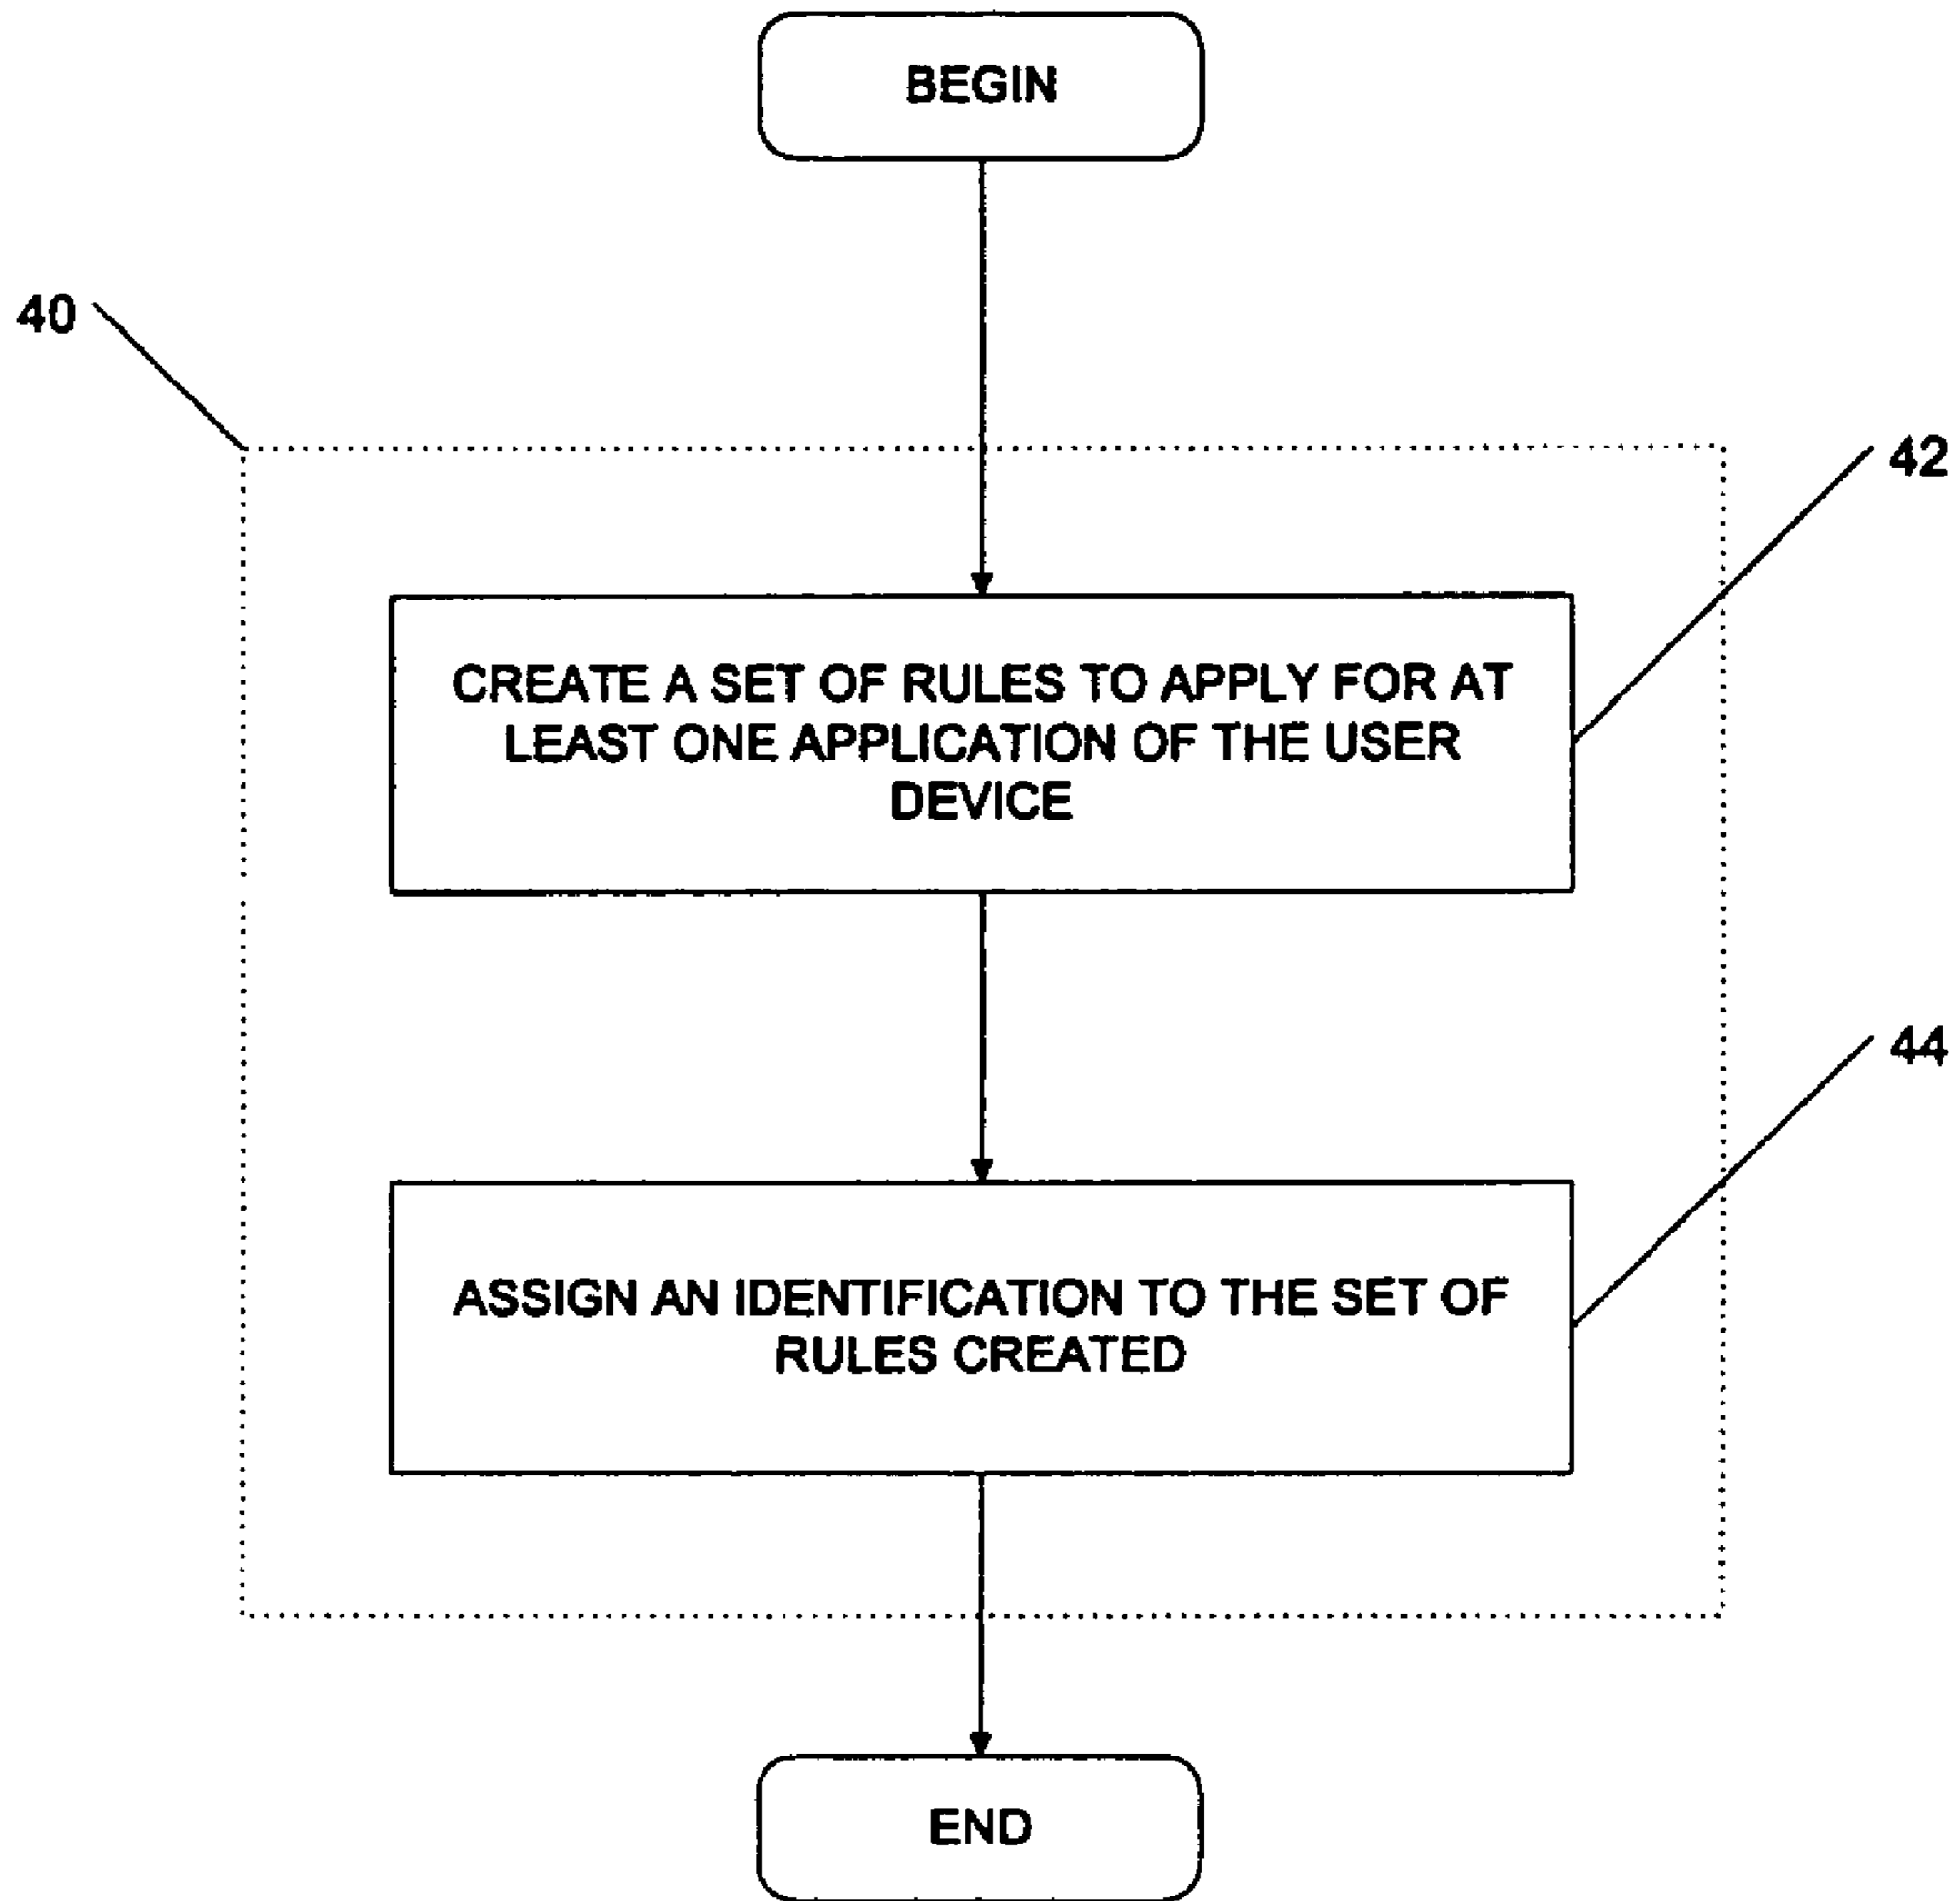 BEGIN
40
42
CREATE A SET OF RULES TO APPLY FOR AT
LEAST ONE APPLICATION OF THE USER
DEVICE
44
ASSIGN AN IDENTIFICATION TO THE SET OF
RULES CREATED
END